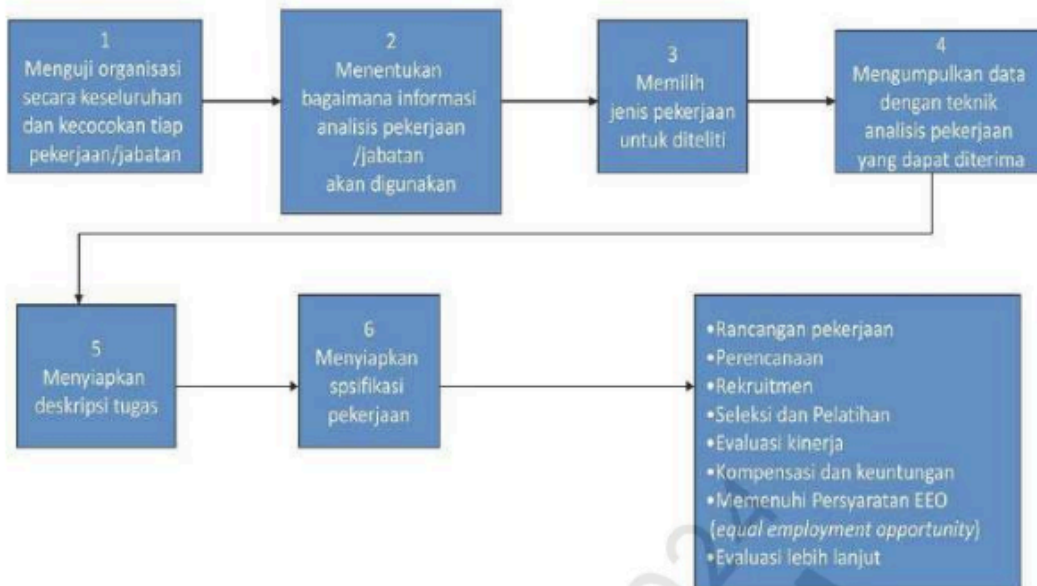 1
Menguji organisasi
secara keseluruhan
dan kecocokan tiap
pekerjaan/jabatan
2
Menentukan
bagaimana informasi
analisis pekerjaan
/jabatan
akan digunakan
3
Memilih
jenis pekerjaan
untuk diteliti
4
Mengumpulkan data
dengan teknik
analisis pekerjaan
yang dapat diterima
5
Menyiapkan
deskripsi tugas
6
Menyiapkan
spsifikasi
pekerjaan
•Rancangan pekerjaan
•Perencanaan
•Rekruitmen
•Seleksi dan Pelatihan
•Evaluasi kinerja
•Kompensasi dan keuntungan
•Memenuhi Persyaratan EEO
(equal employment opportunity)
•Evaluasi lebih lanjut